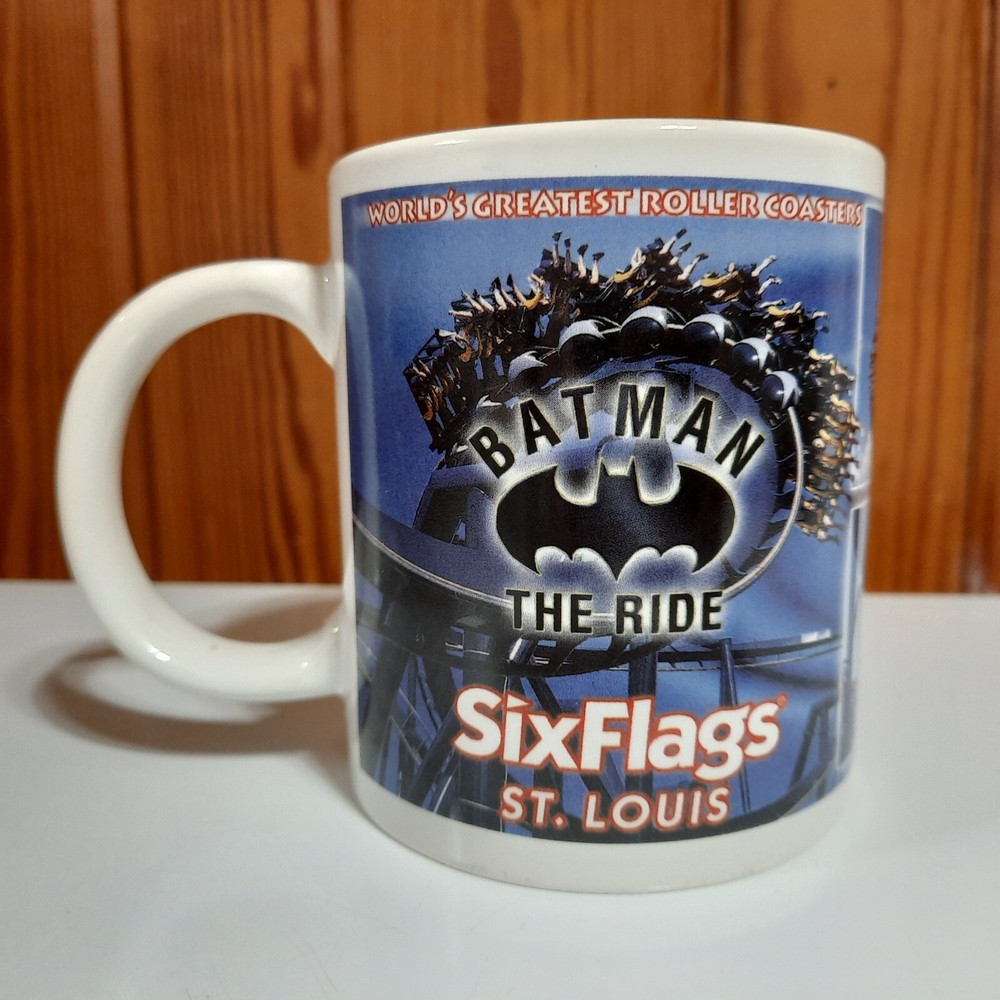 WORLD'S GREATEST ROLLER COASTERS
BATMAN
THE RIDE
SixFlags®
ST. LOUIS